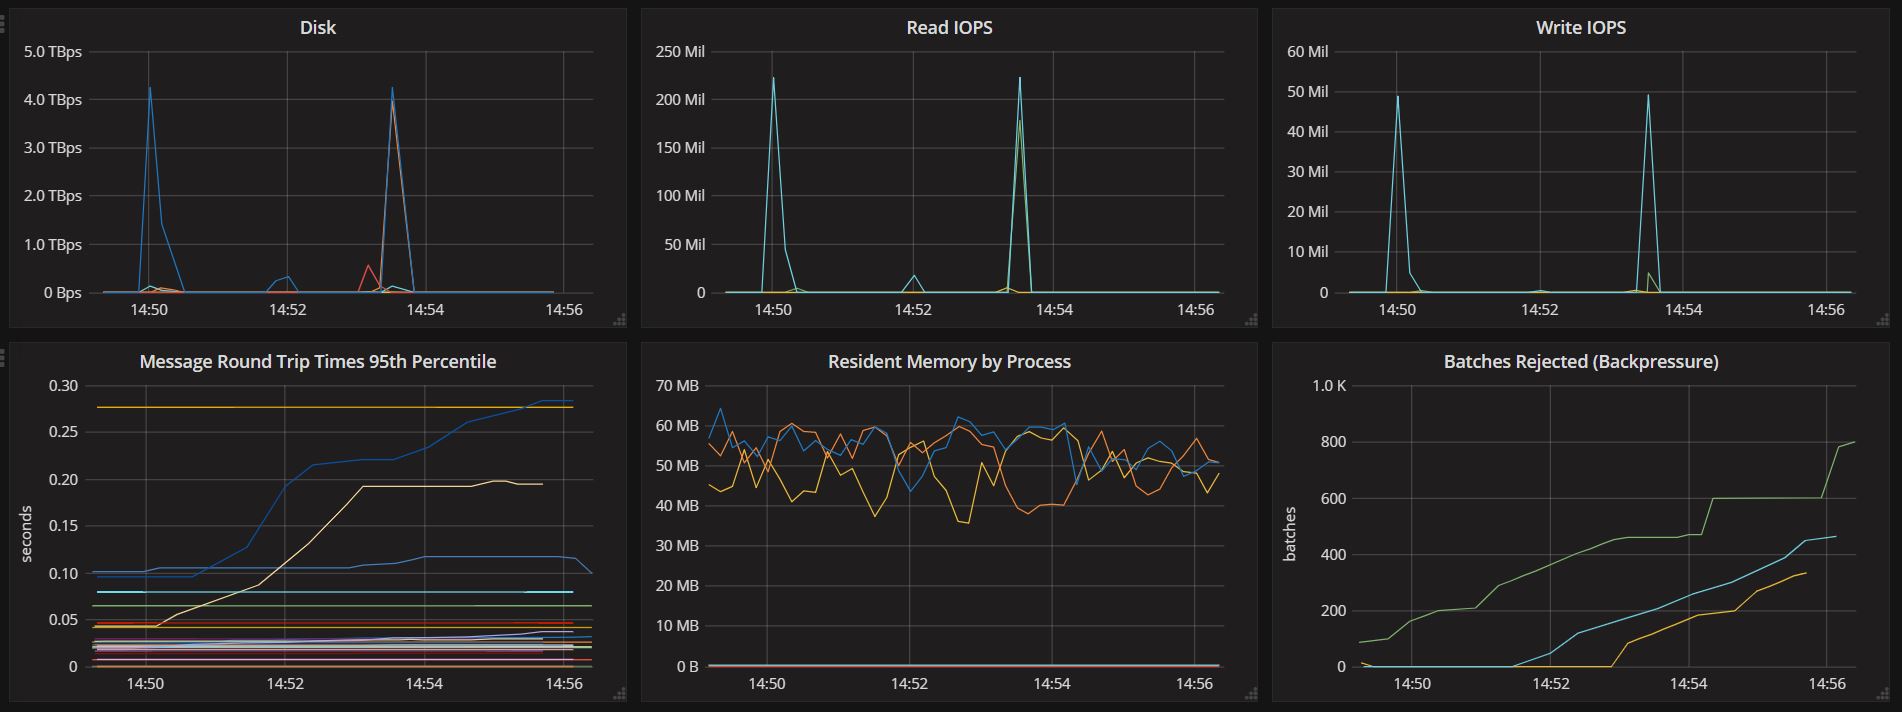 Disk
5.0 TBps
4.0 TBps
3.0 TBps
2.0 TBps
1.0 TBps
0 Bps
14:50 14:52 14:54 14:56
Read IOPS
250 Mil
200 Mil
150 Mil
100 Mil
50 Mil
0
14:50 14:52 14:54 14:56
Write IOPS
60 Mil
50 Mil
40 Mil
30 Mil
20 Mil
10 Mil
0
14:50 14:52 14:54 14:56
Message Round Trip Times 95th Percentile
seconds
0.30
0.25
0.20
0.15
0.10
0.05
0
14:50 14:52 14:54 14:56
Resident Memory by Process
70 MB
60 MB
50 MB
40 MB
30 MB
20 MB
10 MB
0 B
14:50 14:52 14:54 14:56
Batches Rejected (Backpressure)
batches
1.0 K
800
600
400
200
0
14:50 14:52 14:54 14:56